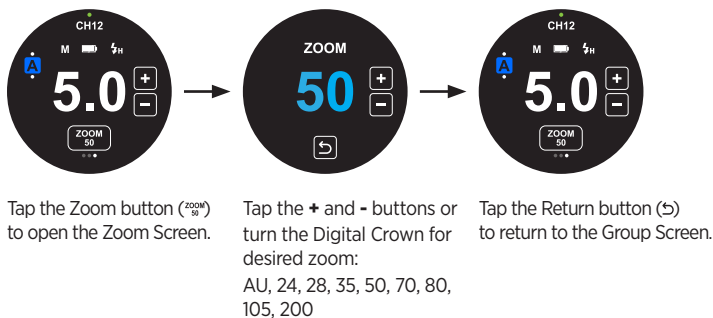 CH12
M H
A
5.0
+
-
ZOOM
50
ZOOM
50
+
-
CH12
M H
A
5.0
+
-
ZOOM
50
Tap the Zoom button (ZOOM 50)
to open the Zoom Screen.
Tap the + and - buttons or
turn the Digital Crown for
desired zoom:
AU, 24, 28, 35, 50, 70, 80,
105, 200
Tap the Return button (⮌)
to return to the Group Screen.